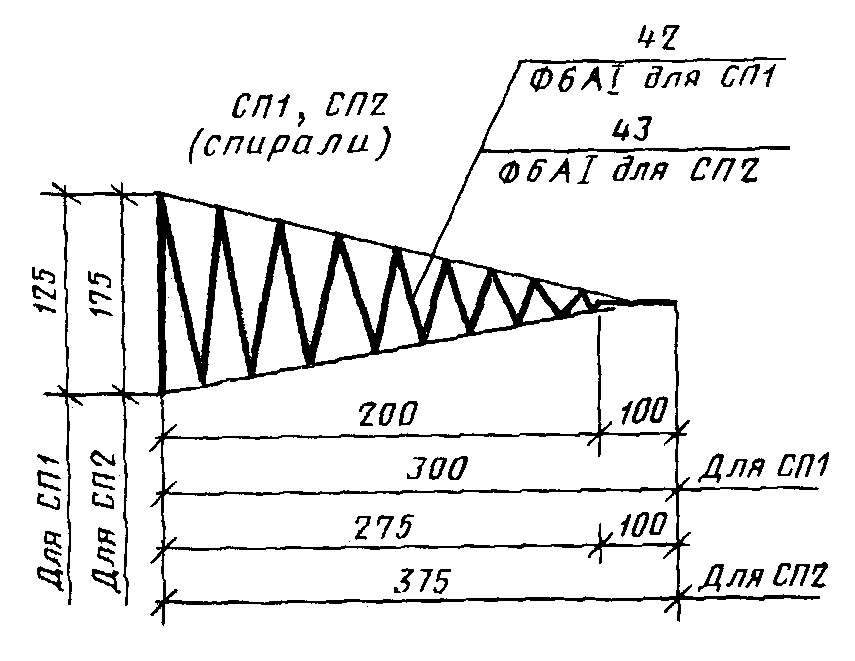 42
Ф6АI для СП1
СП1, СП2
(спирали)
43
Ф6АI для СП2
125
175
200
100
300
Для СП1
275
100
375
Для СП2
Для СП1
Для СП2